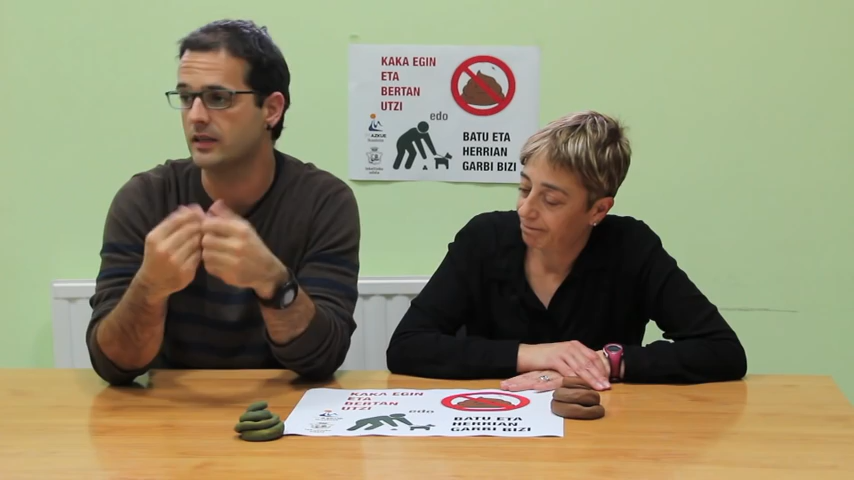 KAKA EGIN
ETA
BERTAN
UTZI
edo
AZKUE
BATU ETA
HERRIAN
GARBI BIZI
KAKA EGIN
ETA
BERTAN
UTZI
edo
BATU ETA
HERRIAN
GARBI BIZI